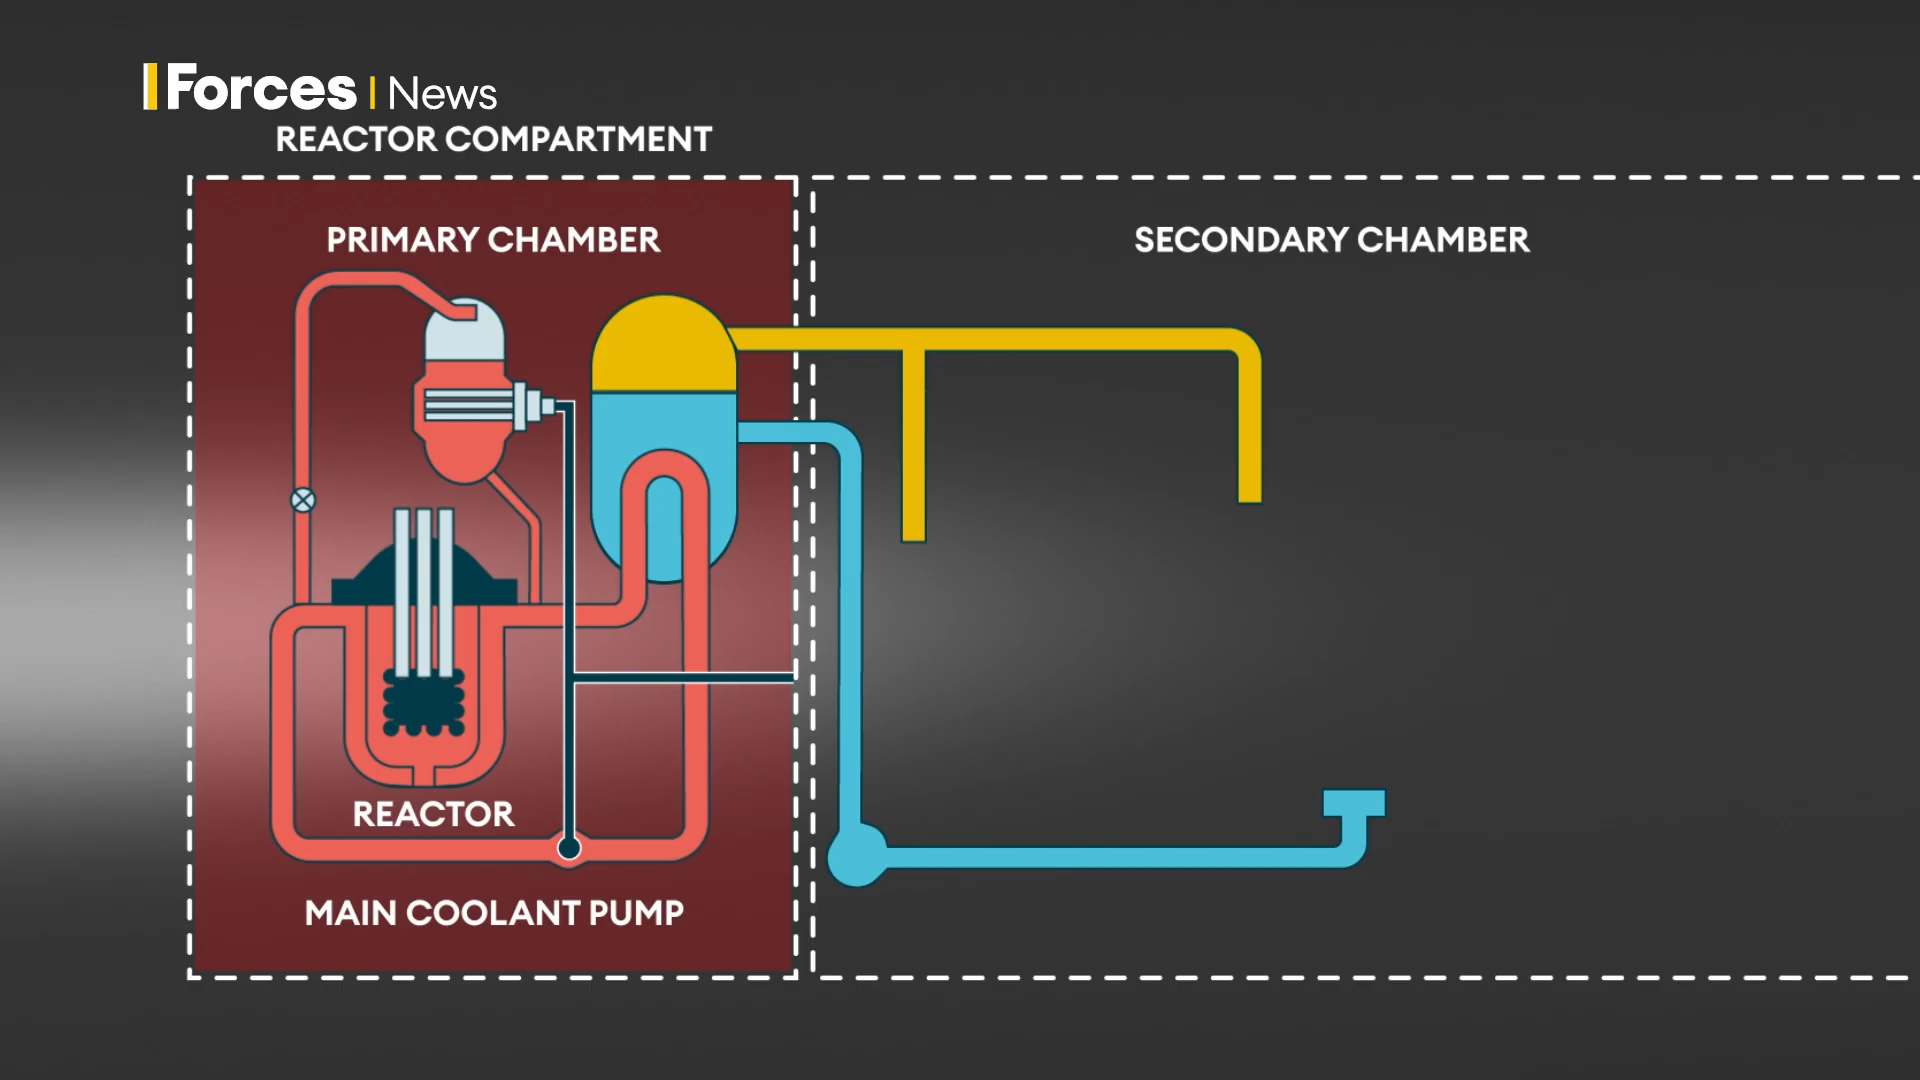 Forces News
REACTOR COMPARTMENT
PRIMARY CHAMBER
SECONDARY CHAMBER
REACTOR
MAIN COOLANT PUMP